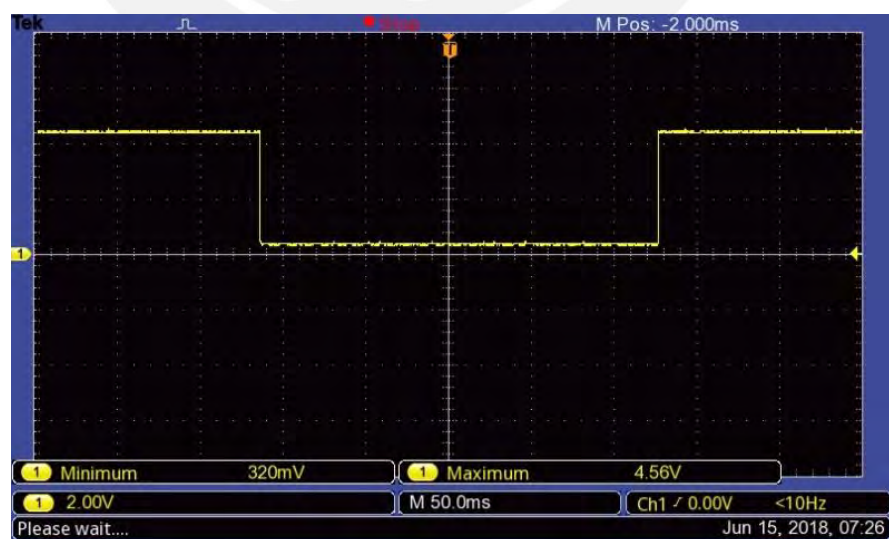 Tek Stop M Pos: -2.000ms
T
1
1 Minimum 320mV 1 Maximum 4.56V
1 2.00V M 50.0ms Ch1 0.00V <10Hz
Please wait.... Jun 15, 2018, 07:26